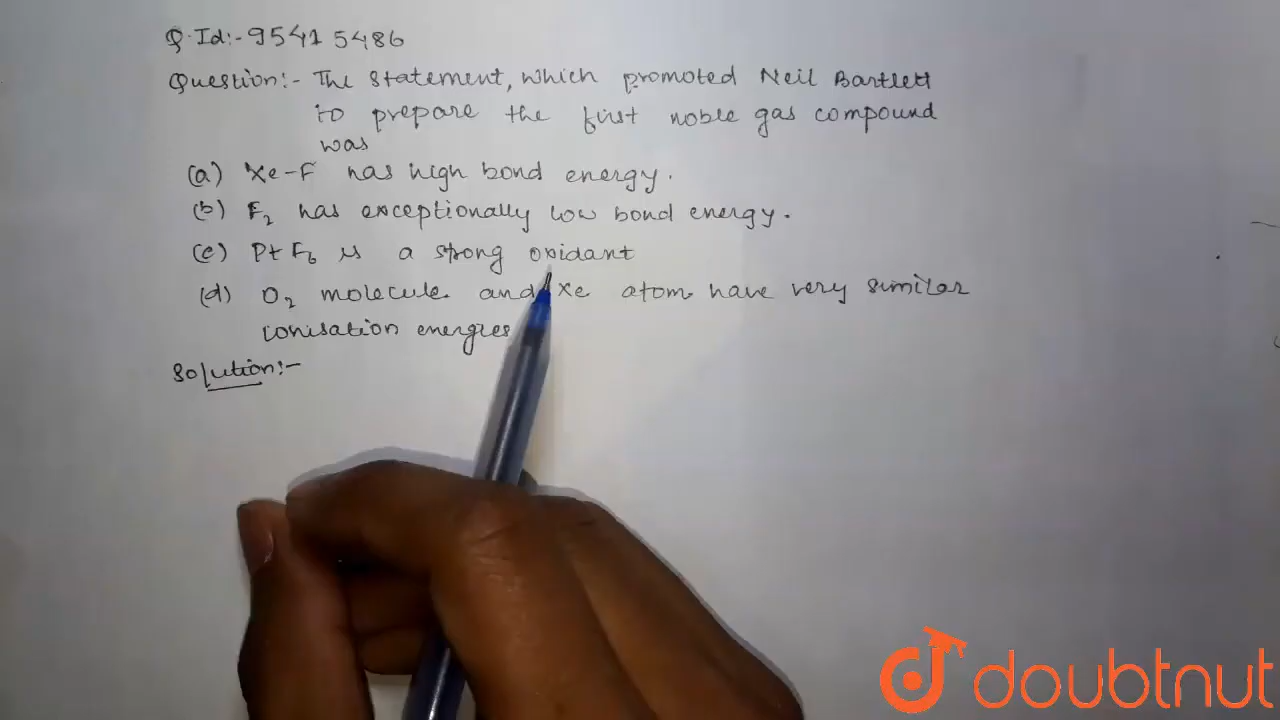 Q.Id:- 95415486
Question:- The statement, which promoted Neil Bartlett
to prepare the first noble gas compound
was
(a) Xe-F has high bond energy.
(b) F₂ has exceptionally low bond energy.
(c) PtF₆ is a strong oxidant
(d) O₂ molecule and Xe atom have very similar
ionisation energies
Solution:-
doubtnut